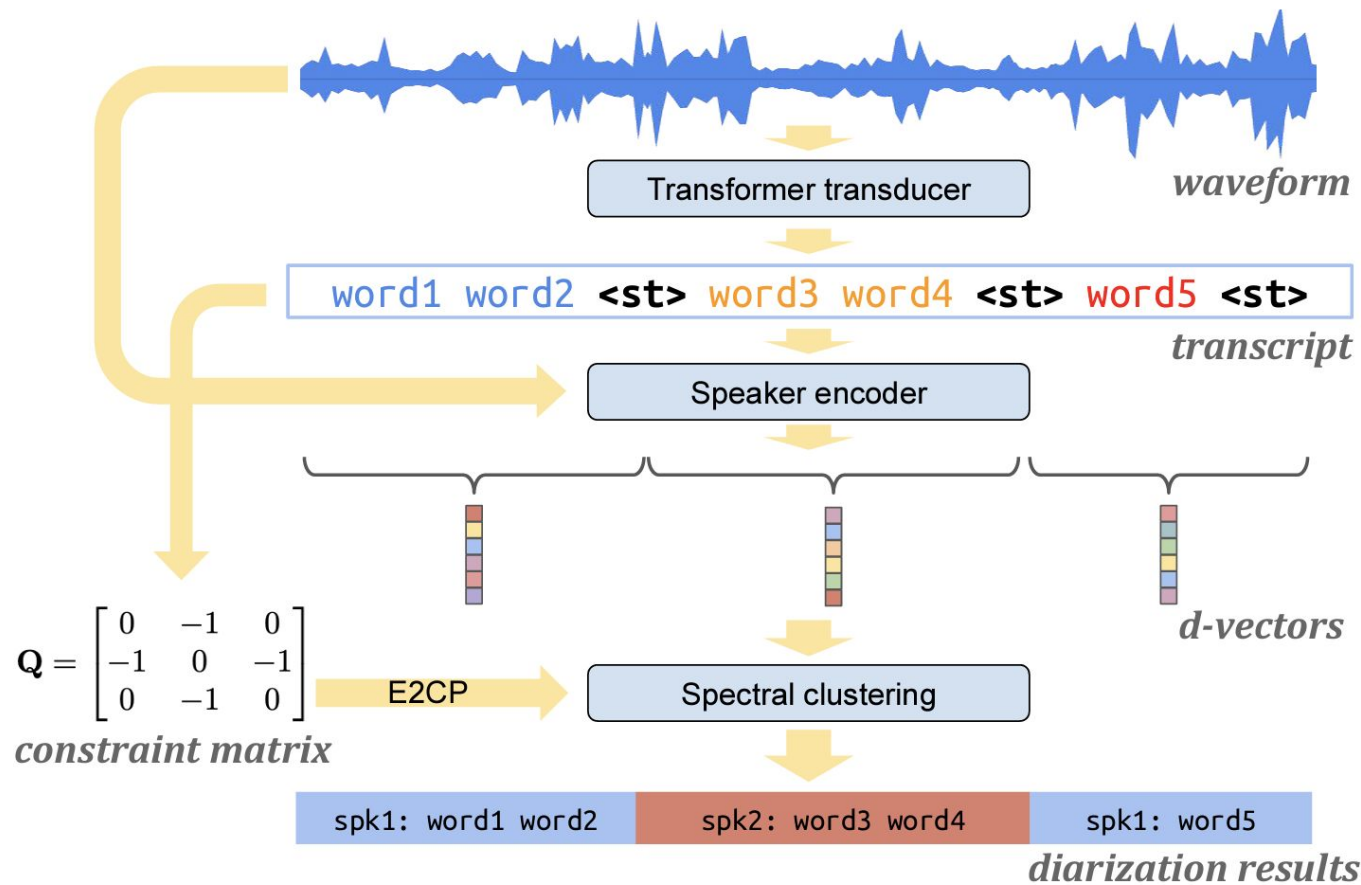 waveform
Transformer transducer
word1 word2 <st> word3 word4 <st> word5 <st>
transcript
Speaker encoder
d-vectors
Q = [0 −1 0
−1 0 −1
0 −1 0]
constraint matrix
E2CP
Spectral clustering
spk1: word1 word2 spk2: word3 word4 spk1: word5
diarization results